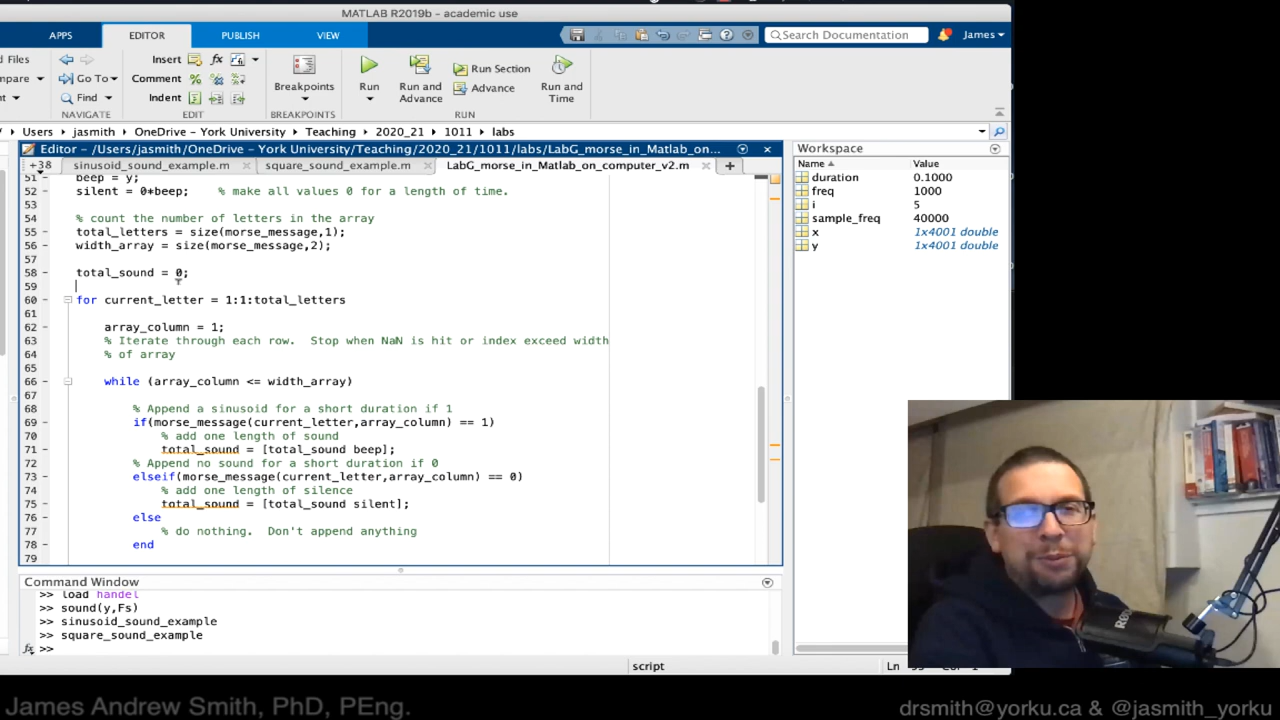 MATLAB R2019b - academic use
APPS
EDITOR
PUBLISH
VIEW
Search Documentation
James
d Files
mpare
nt
Go To
Find
NAVIGATE
Insert
Comment
Indent
EDIT
Breakpoints
BREAKPOINTS
Run
Run and
Advance
Run Section
Advance
Run and
Time
RUN
Users
jasmith
OneDrive - York University
Teaching
2020_21
1011
labs
Editor - /Users/jasmith/OneDrive - York University/Teaching/2020_21/1011/labs/LabG_morse_in_Matlab_on...
+38
sinusoid_sound_example.m
square_sound_example.m
LabG_morse_in_Matlab_on_computer_v2.m
51 beep = y;
52 silent = 0*beep; % make all values 0 for a length of time.
53
54 % count the number of letters in the array
55 total_letters = size(morse_message,1);
56 width_array = size(morse_message,2);
57
58 total_sound = 0;
59
60 for current_letter = 1:1:total_letters
61
62 array_column = 1;
63 % Iterate through each row. Stop when NaN is hit or index exceed width
64 % of array
65
66 while (array_column <= width_array)
67
68 % Append a sinusoid for a short duration if 1
69 if(morse_message(current_letter,array_column) == 1)
70 % add one length of sound
71 total_sound = [total_sound beep];
72 % Append no sound for a short duration if 0
73 elseif(morse_message(current_letter,array_column) == 0)
74 % add one length of silence
75 total_sound = [total_sound silent];
76 else
77 % do nothing. Don't append anything
78 end
79
Workspace
Name Value
duration 0.1000
freq 1000
i 5
sample_freq 40000
x 1x4001 double
y 1x4001 double
Command Window
>> load handel
>> sound(y,Fs)
>> sinusoid_sound_example
>> square_sound_example
fx >>
script
Ln
RØDE
James Andrew Smith, PhD, PEng.
drsmith@yorku.ca & @jasmith_yorku